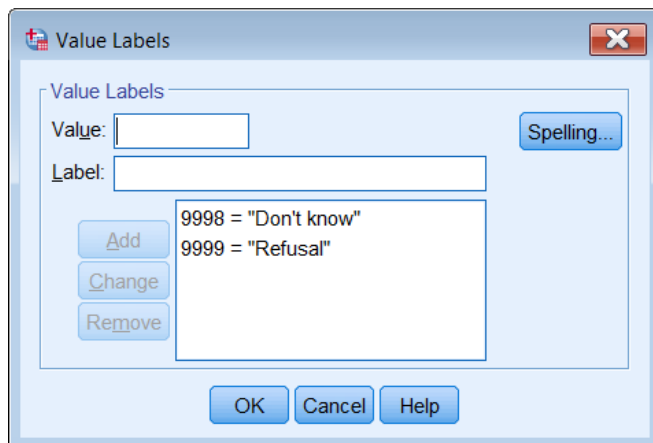 Value Labels
Value Labels
Value:
Spelling...
Label:
9998 = "Don't know"
9999 = "Refusal"
Add
Change
Remove
OK Cancel Help